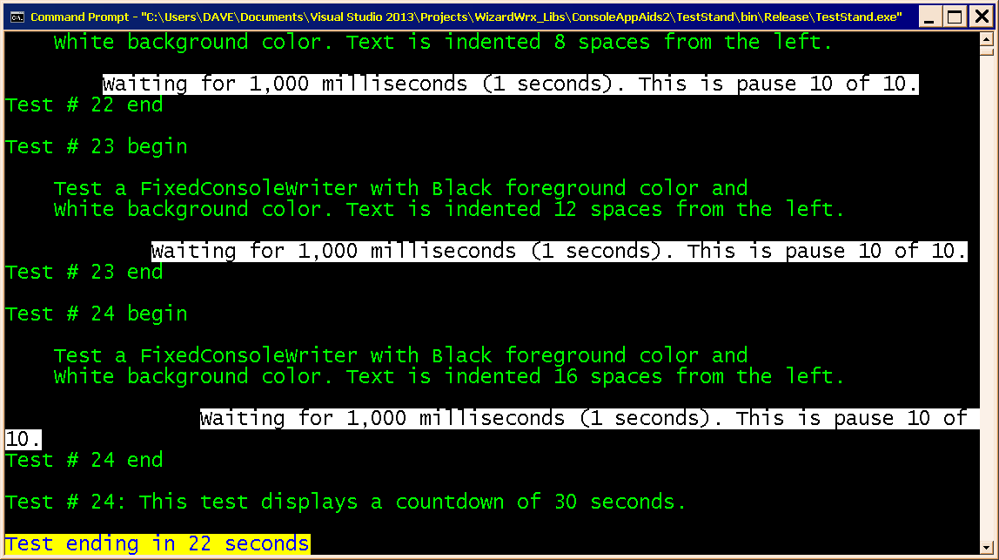 Command Prompt - "C:\Users\DAVE\Documents\Visual Studio 2013\Projects\WizardWrx_Libs\ConsoleAppAids2\TestStand\bin\Release\TestStand.exe"
White background color. Text is indented 8 spaces from the left.
Waiting for 1,000 milliseconds (1 seconds). This is pause 10 of 10.
Test # 22 end
Test # 23 begin
Test a FixedConsoleWriter with Black foreground color and
White background color. Text is indented 12 spaces from the left.
Waiting for 1,000 milliseconds (1 seconds). This is pause 10 of 10.
Test # 23 end
Test # 24 begin
Test a FixedConsoleWriter with Black foreground color and
White background color. Text is indented 16 spaces from the left.
Waiting for 1,000 milliseconds (1 seconds). This is pause 10 of
10.
Test # 24 end
Test # 24: This test displays a countdown of 30 seconds.
Test ending in 22 seconds